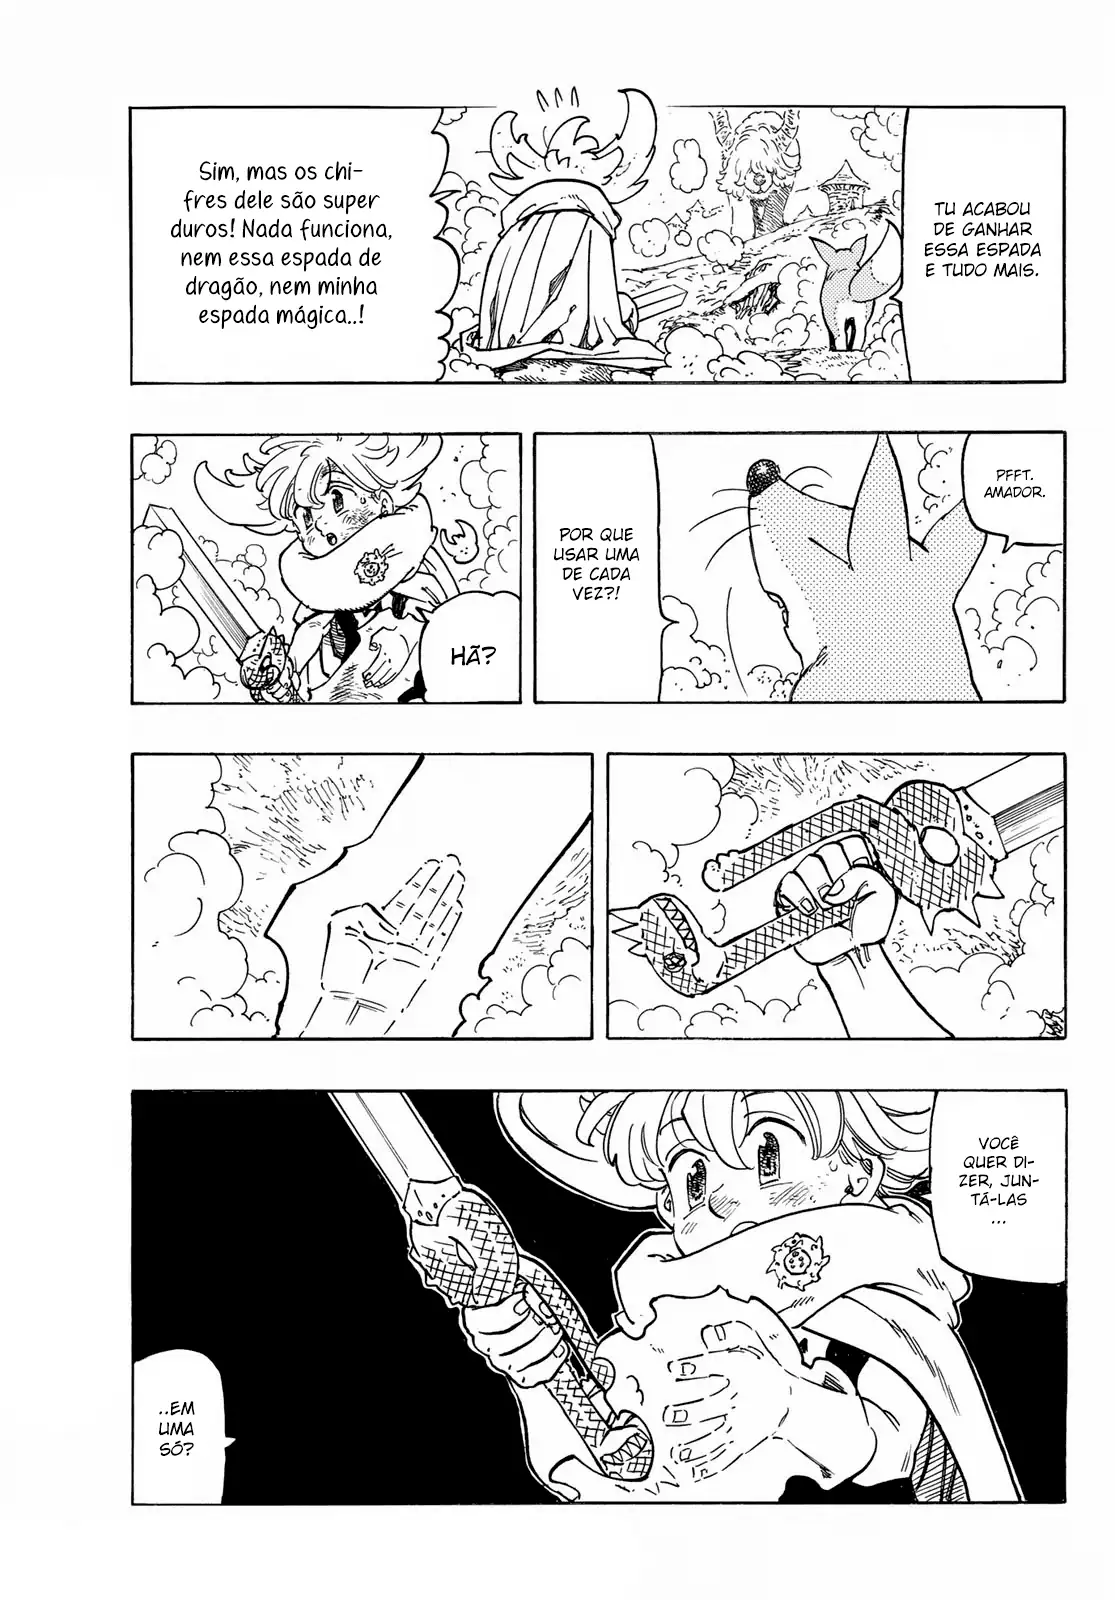 TU ACABOU
DE GANHAR
ESSA ESPADA
E TUDO MAIS.
Sim, mas os chi-
fres dele são super
duros! Nada funciona,
nem essa espada de
dragão, nem minha
espada mágica..!
PFFT.
AMADOR.
POR QUE
USAR UMA
DE CADA
VEZ?!
HÃ?
VOCÊ
QUER DI-
ZER, JUN-
TÁ-LAS
...
..EM
UMA
SÓ?